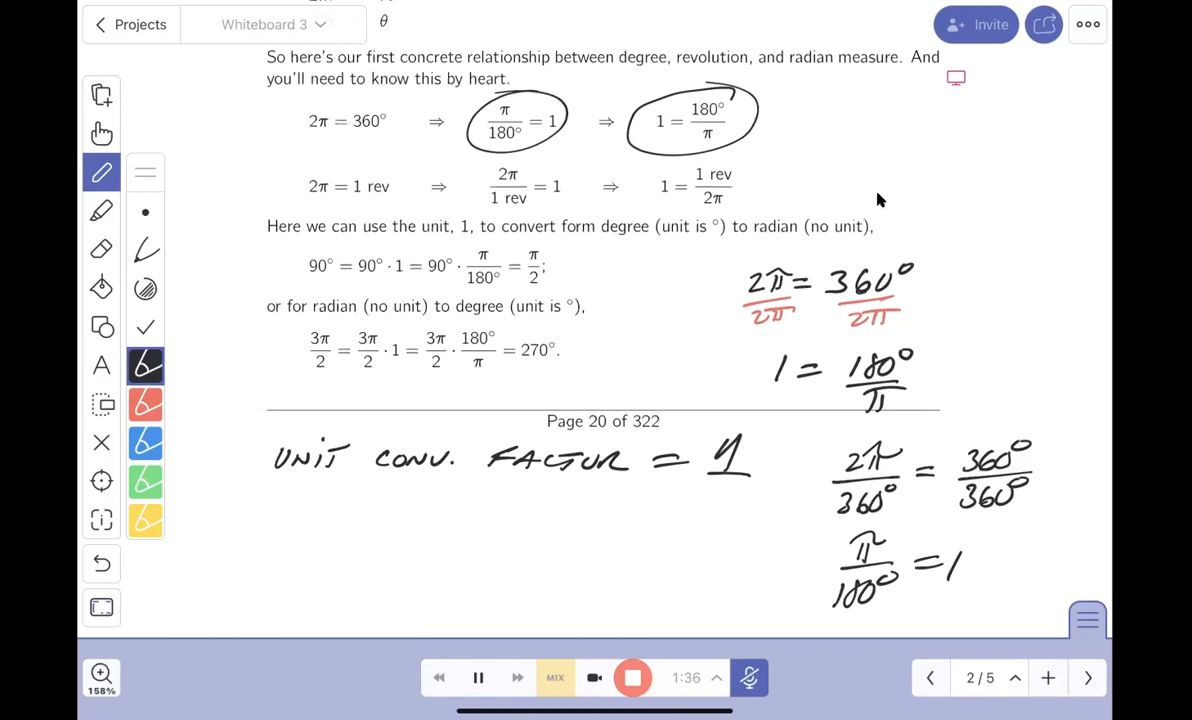 Projects
Whiteboard 3
Invite
θ
So here's our first concrete relationship between degree, revolution, and radian measure. And
you'll need to know this by heart.
2π = 360° ⇒ π/180° = 1 ⇒ 1 = 180°/π
2π = 1 rev ⇒ 2π/1 rev = 1 ⇒ 1 = 1 rev/2π
Here we can use the unit, 1, to convert form degree (unit is °) to radian (no unit),
90° = 90° · 1 = 90° · π/180° = π/2;
or for radian (no unit) to degree (unit is °),
3π/2 = 3π/2 · 1 = 3π/2 · 180°/π = 270°.
Page 20 of 322
2π = 360°
2π 2π
1 = 180°/π
UNIT CONV. FACTOR = 1
2π/360° = 360°/360°
π/180° = 1
158%
MIX
1:36
2/5